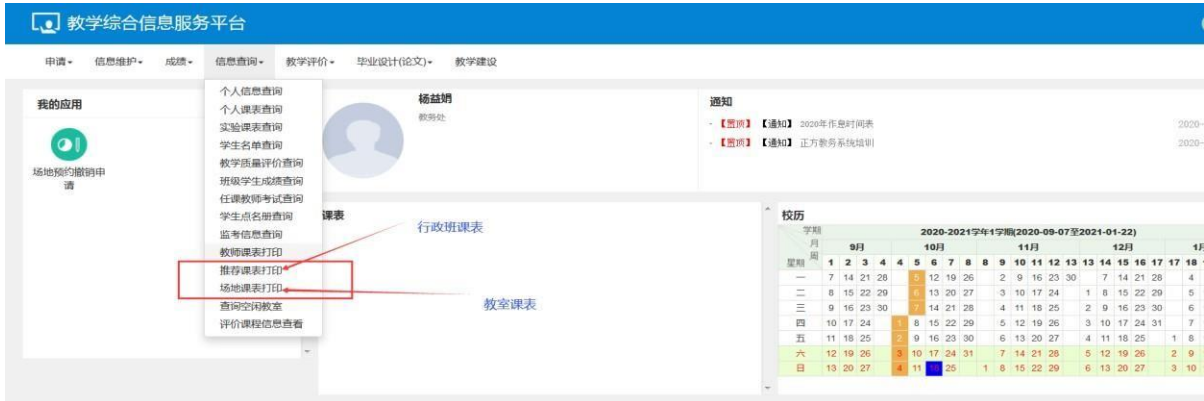 教学综合信息服务平台
申请 信息维护 成绩 信息查询 教学评价 毕业设计(论文) 教学建设
我的应用
场地预约撤销申
请
个人信息查询
个人课表查询
实验课表查询
学生名单查询
教学质量评价查询
班级学生成绩查询
任课教师考试查询
学生点名册查询
监考信息查询
教师课表打印
推荐课表打印
场地课表打印
查询空闲教室
评价课程信息查看
杨益娟
教务处
课表
行政班课表
教室课表
通知
【置顶】【通知】 2020年作息时间表 2020-
【置顶】【通知】 正方教务系统培训 2020-
校历
学期 2020-2021学年1学期(2020-09-07至2021-01-22)
月 9月 10月 11月 12月 1月
周
星期 1 2 3 4 4 5 6 7 8 8 9 10 11 12 13 13 14 15 16 17 17 18
一 7 14 21 28 5 12 19 26 2 9 16 23 30 7 14 21 28 4
二 8 15 22 29 6 13 20 27 3 10 17 24 1 8 15 22 29 5
三 9 16 23 30 7 14 21 28 4 11 18 25 2 9 16 23 30 6
四 10 17 24 1 8 15 22 29 5 12 19 26 3 10 17 24 31 7
五 11 18 25 2 9 16 23 30 6 13 20 27 4 11 18 25 1 8
六 12 19 26 3 10 17 24 31 7 14 21 28 5 12 19 26 2 9
日 13 20 27 4 11 18 25 1 8 15 22 29 6 13 20 27 3 10